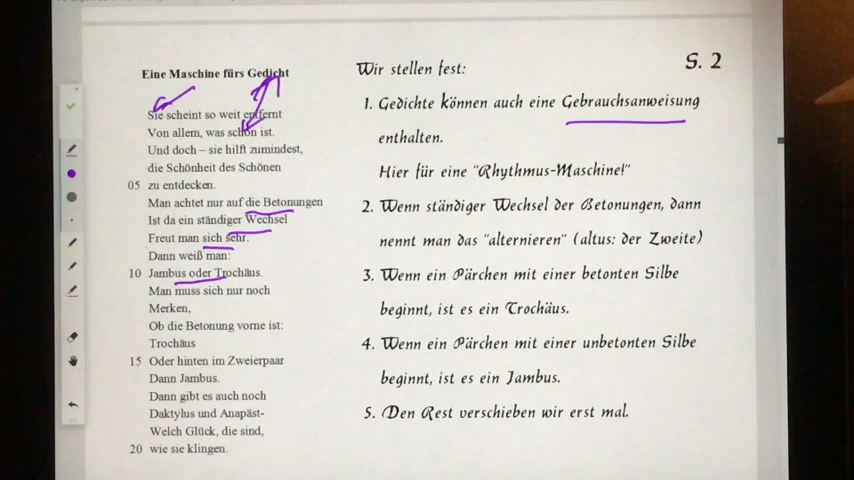 Eine Maschine fürs Gedicht
Sie scheint so weit entfernt
Von allem, was schön ist.
Und doch – sie hilft zumindest,
die Schönheit des Schönen
05 zu entdecken.
Man achtet nur auf die Betonungen
Ist da ein ständiger Wechsel
Freut man sich sehr.
Dann weiß man:
10 Jambus oder Trochäus.
Man muss sich nur noch
Merken,
Ob die Betonung vorne ist:
Trochäus
15 Oder hinten im Zweierpaar
Dann Jambus.
Dann gibt es auch noch
Daktylus und Anapäst-
Welch Glück, die sind,
20 wie sie klingen.
S. 2
Wir stellen fest:
1. Gedichte können auch eine Gebrauchsanweisung
enthalten.
Hier für eine "Rhythmus-Maschine!"
2. Wenn ständiger Wechsel der Betonungen, dann
nennt man das "alternieren" (altus: der Zweite)
3. Wenn ein Pärchen mit einer betonten Silbe
beginnt, ist es ein Trochäus.
4. Wenn ein Pärchen mit einer unbetonten Silbe
beginnt, ist es ein Jambus.
5. Den Rest verschieben wir erst mal.